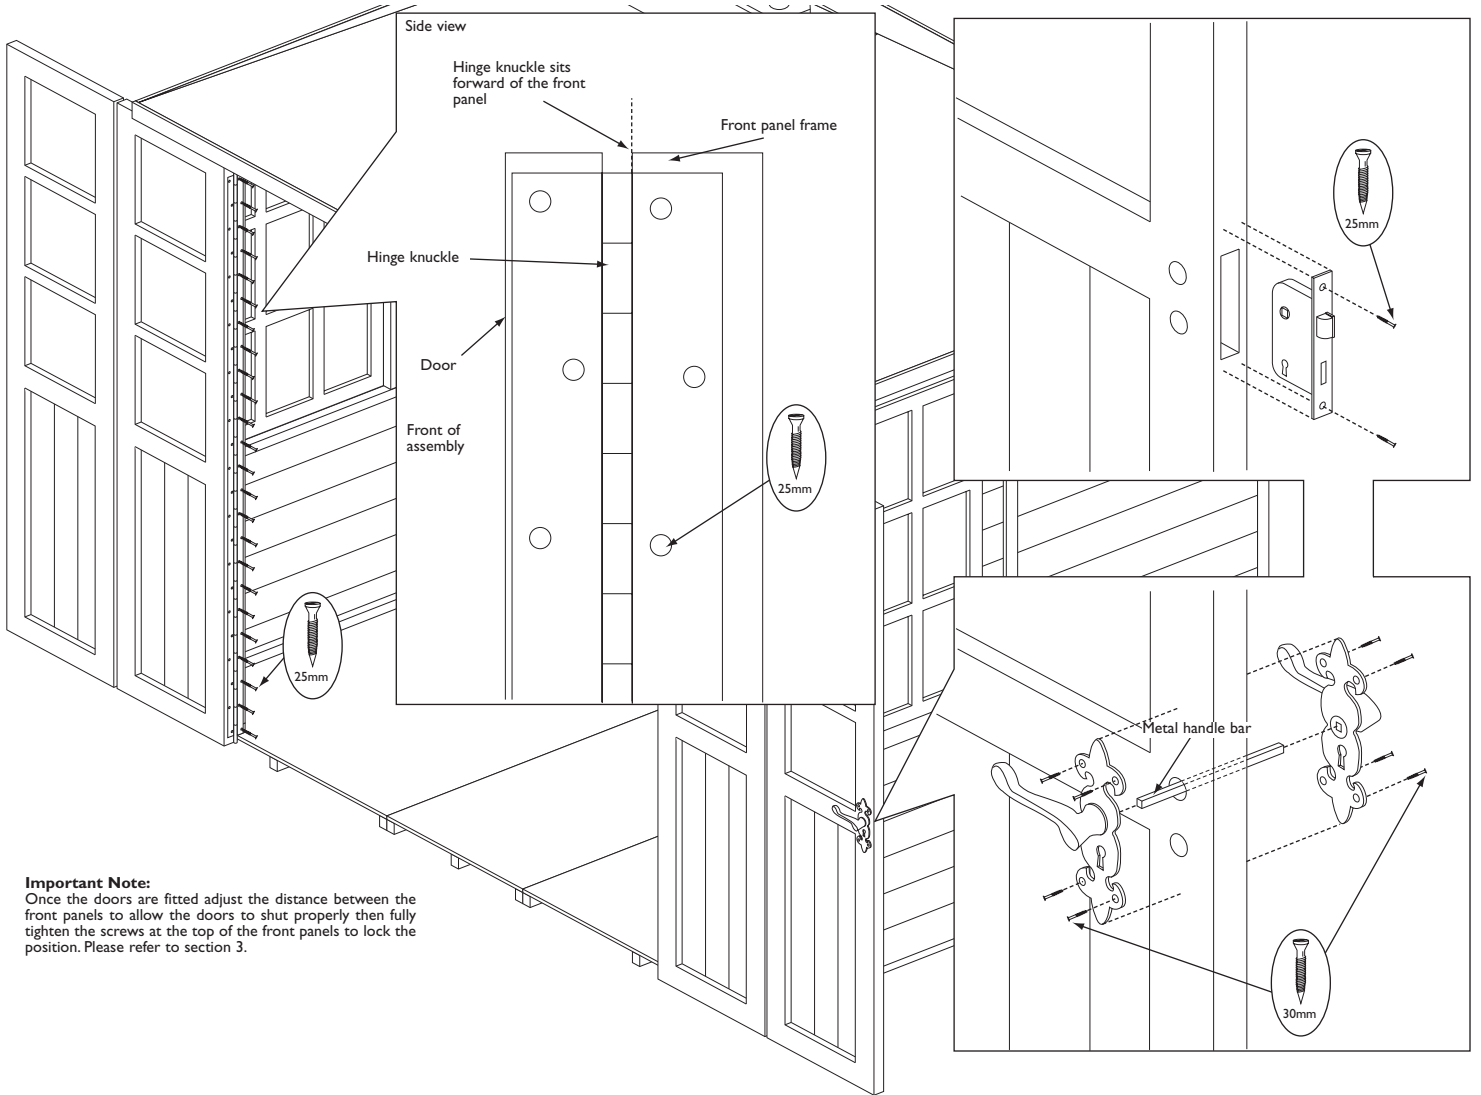 Side view
Hinge knuckle sits
forward of the front
panel
Front panel frame
Hinge knuckle
Door
Front of
assembly
25mm
25mm
25mm
Metal handle bar
30mm
Important Note:
Once the doors are fitted adjust the distance between the
front panels to allow the doors to shut properly then fully
tighten the screws at the top of the front panels to lock the
position. Please refer to section 3.